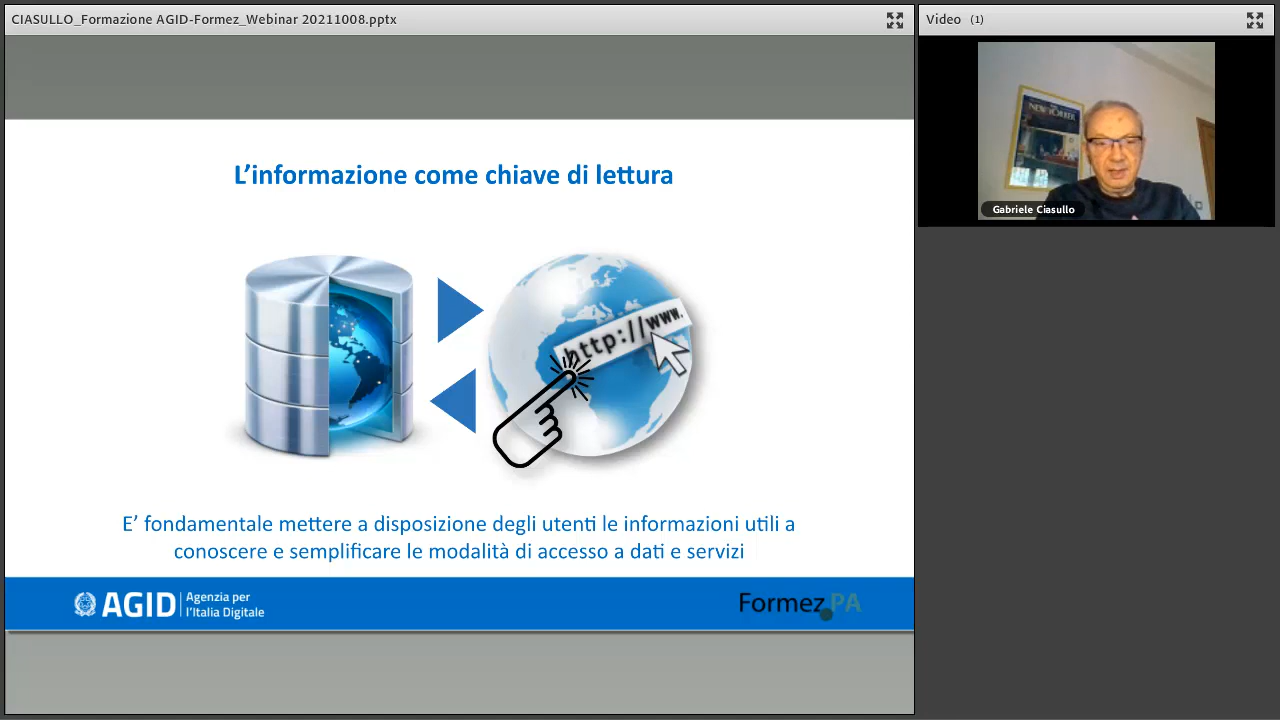 CIASULLO_Formazione AGID-Formez_Webinar 20211008.pptx
Video (1)
NEW YORKER
Gabriele Ciasullo
L’informazione come chiave di lettura
http://www.
E’ fondamentale mettere a disposizione degli utenti le informazioni utili a
conoscere e semplificare le modalità di accesso a dati e servizi
AGID
Agenzia per
l’Italia Digitale
Formez PA